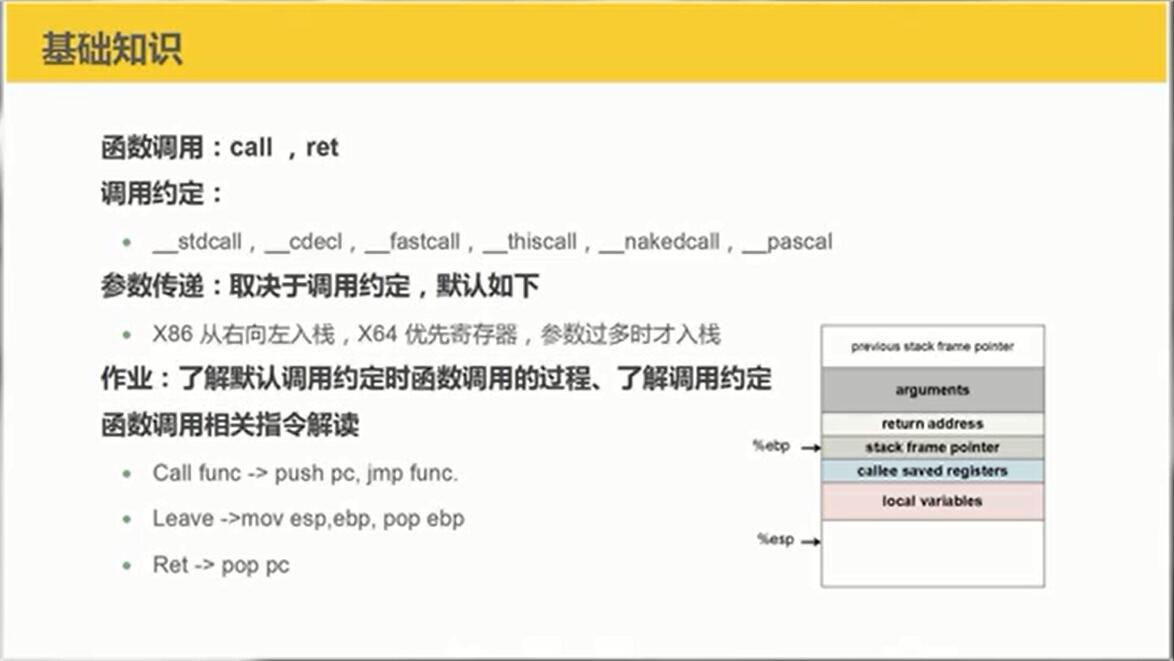 基础知识
函数调用：call ，ret
调用约定：
__stdcall，__cdecl，__fastcall，__thiscall，__nakedcall，__pascal
参数传递：取决于调用约定，默认如下
X86 从右向左入栈，X64 优先寄存器，参数过多时才入栈
作业：了解默认调用约定时函数调用的过程、了解调用约定
函数调用相关指令解读
Call func -> push pc, jmp func.
Leave ->mov esp,ebp, pop ebp
Ret -> pop pc
previous stack frame pointer
arguments
return address
%ebp
stack frame pointer
callee saved registers
local variables
%esp